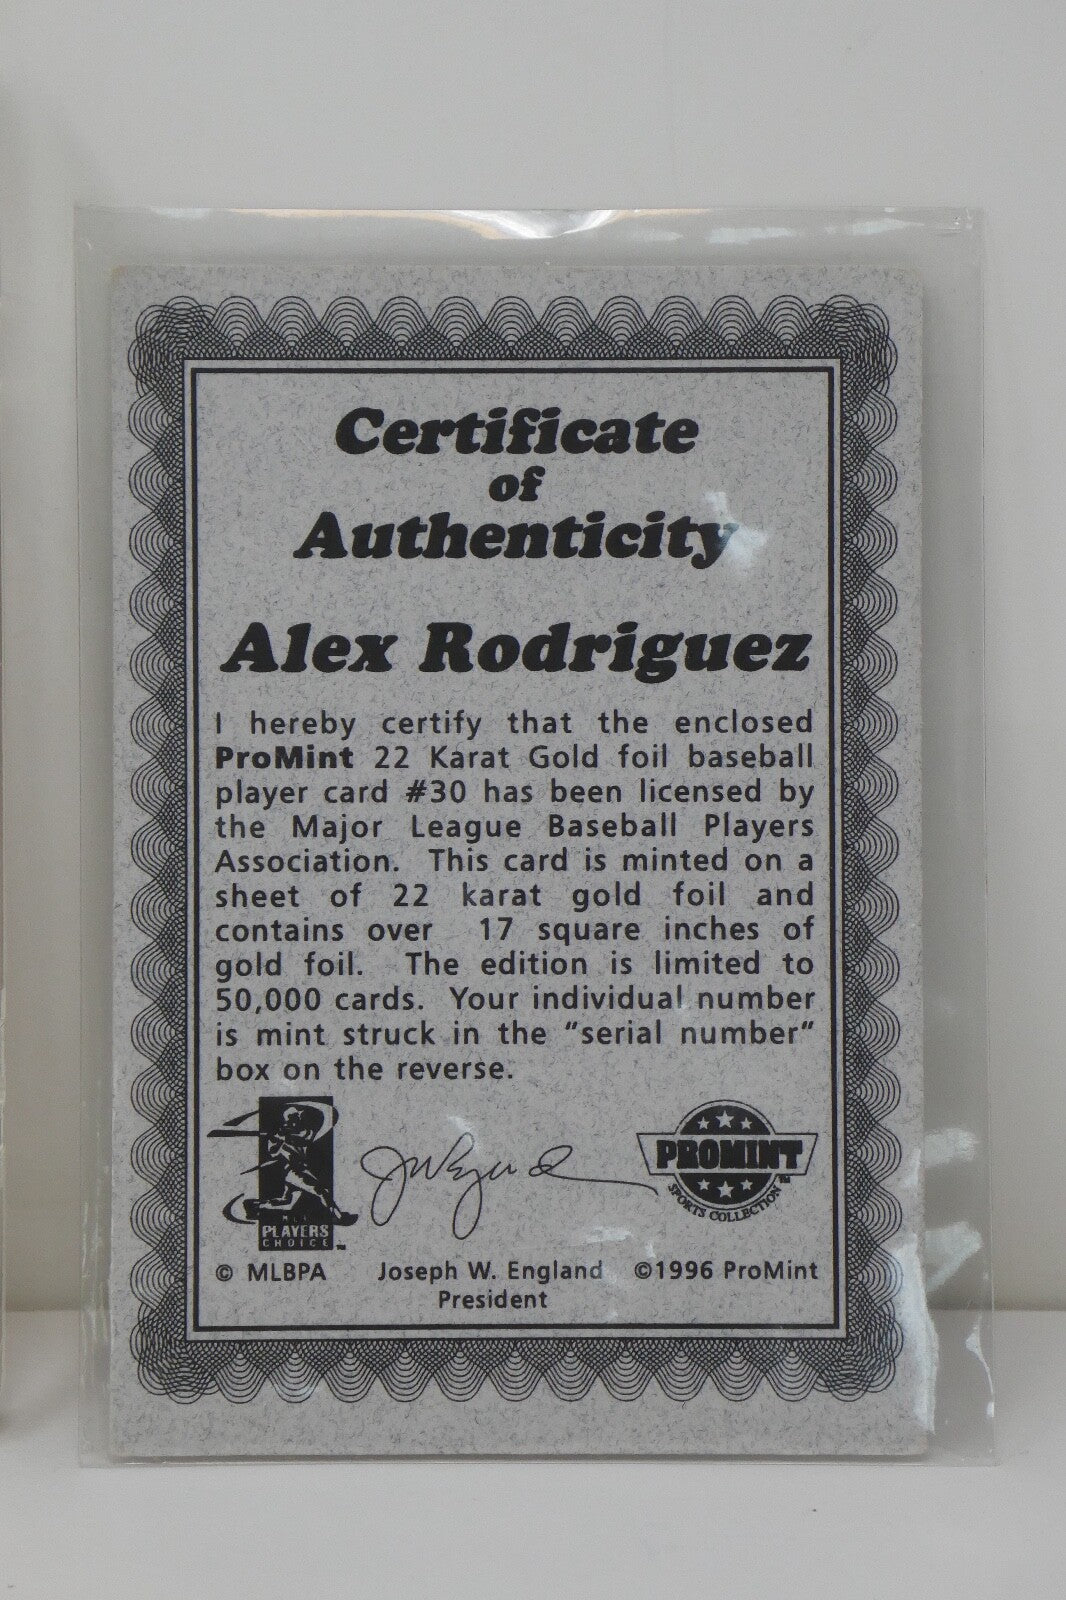 Certificate
of
Authenticity
Alex Rodriguez
I hereby certify that the enclosed
ProMint 22 Karat Gold foil baseball
player card #30 has been licensed by
the Major League Baseball Players
Association. This card is minted on a
sheet of 22 karat gold foil and
contains over 17 square inches of
gold foil. The edition is limited to
50,000 cards. Your individual number
is mint struck in the "serial number"
box on the reverse.
PLAYERS
CHOICE
PROMINT
SPORTS COLLECTION
© MLBPA Joseph W. England ©1996 ProMint
President